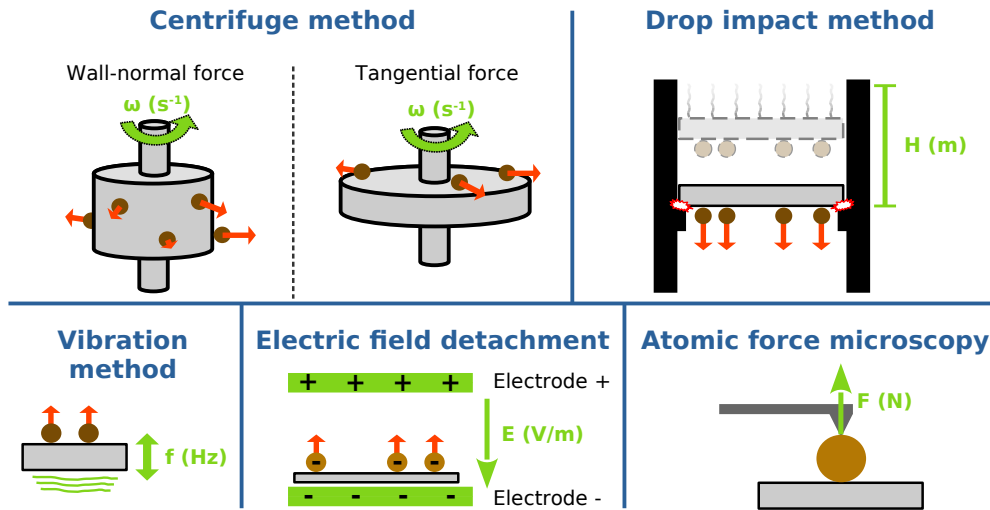 Centrifuge method
Drop impact method
Wall-normal force
Tangential force
ω (s⁻¹)
ω (s⁻¹)
H (m)
Vibration
method
Electric field detachment
Atomic force microscopy
+ + + +
Electrode +
F (N)
E (V/m)
f (Hz)
- - -
- - - -
Electrode -